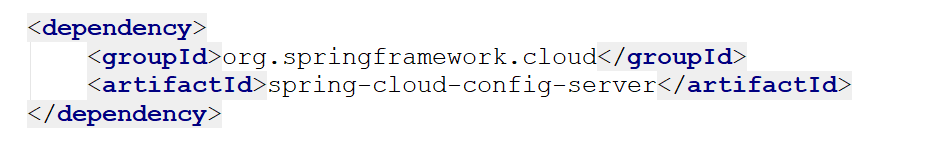 <dependency>
    <groupId>org.springframework.cloud</groupId>
    <artifactId>spring-cloud-config-server</artifactId>
</dependency>